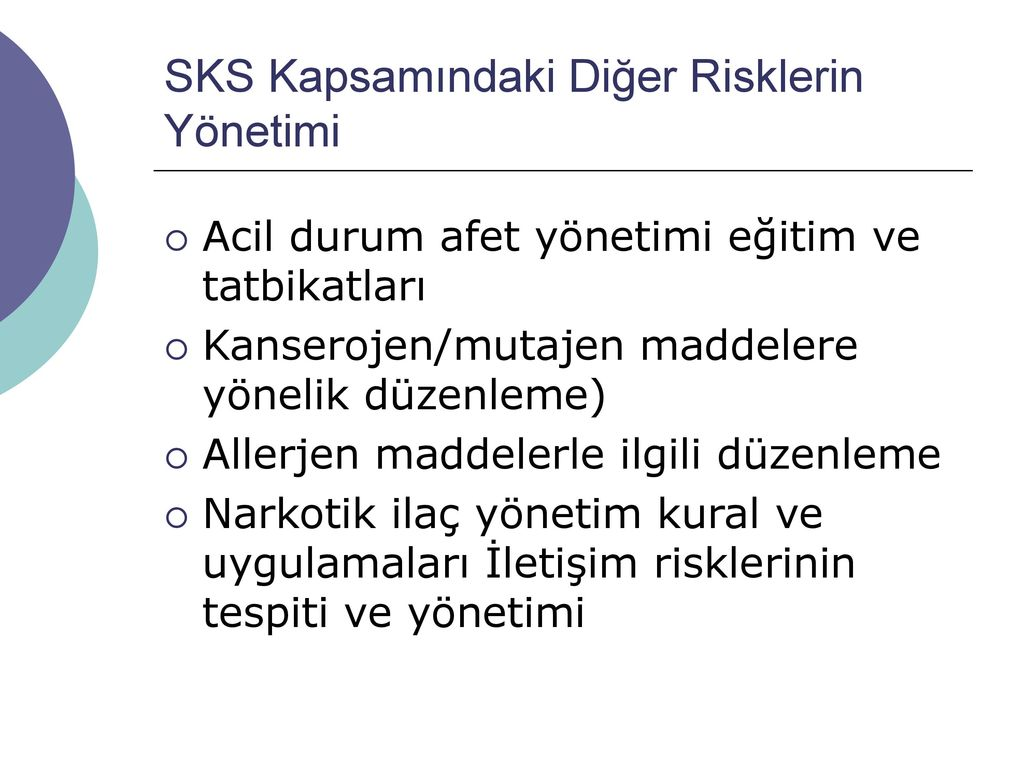 SKS Kapsamındaki Diğer Risklerin
Yönetimi
Acil durum afet yönetimi eğitim ve
tatbikatları
Kanserojen/mutajen maddelere
yönelik düzenleme)
Allerjen maddelerle ilgili düzenleme
Narkotik ilaç yönetim kural ve
uygulamaları İletişim risklerinin
tespiti ve yönetimi